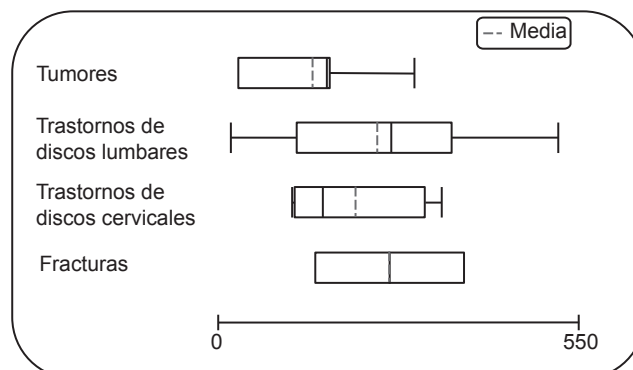 Media
Tumores
Trastornos de
discos lumbares
Trastornos de
discos cervicales
Fracturas
0
550